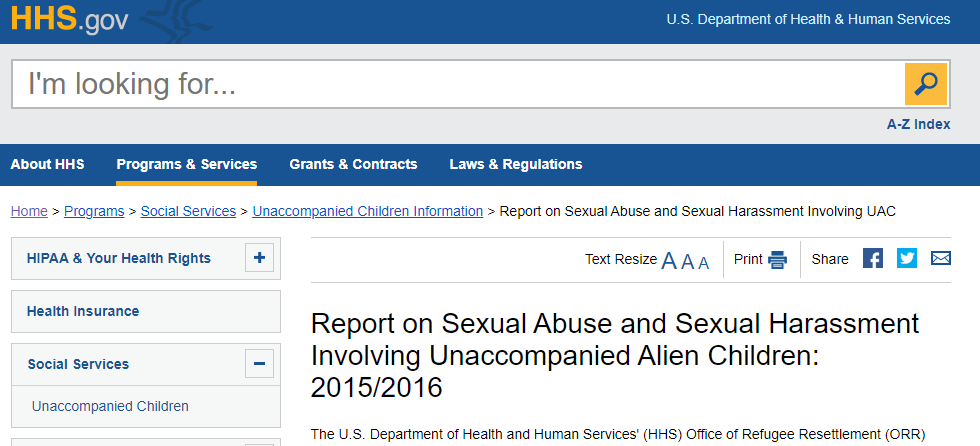 HHS.gov
U.S. Department of Health & Human Services
I'm looking for...
A-Z Index
About HHS Programs & Services Grants & Contracts Laws & Regulations
Home > Programs > Social Services > Unaccompanied Children Information > Report on Sexual Abuse and Sexual Harassment Involving UAC
HIPAA & Your Health Rights +
Health Insurance
Social Services −
Unaccompanied Children
Text Resize A A A Print Share
Report on Sexual Abuse and Sexual Harassment
Involving Unaccompanied Alien Children:
2015/2016
The U.S. Department of Health and Human Services' (HHS) Office of Refugee Resettlement (ORR)